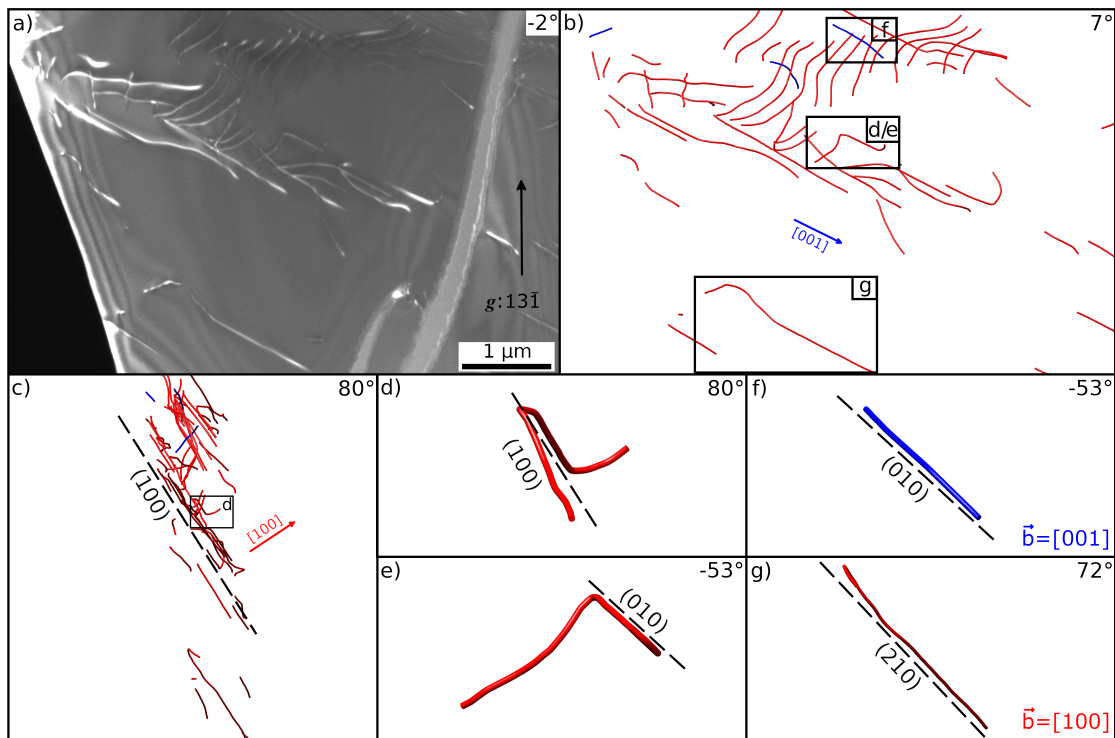 a)
-2°
g:131̄
1 µm
b)
7°
f
d/e
[001]
g
c)
80°
(100)
d
[100]
d)
80°
(100)
e)
-53°
(010)
f)
-53°
(010)
b⃗=[001]
g)
72°
(210)
b⃗=[100]